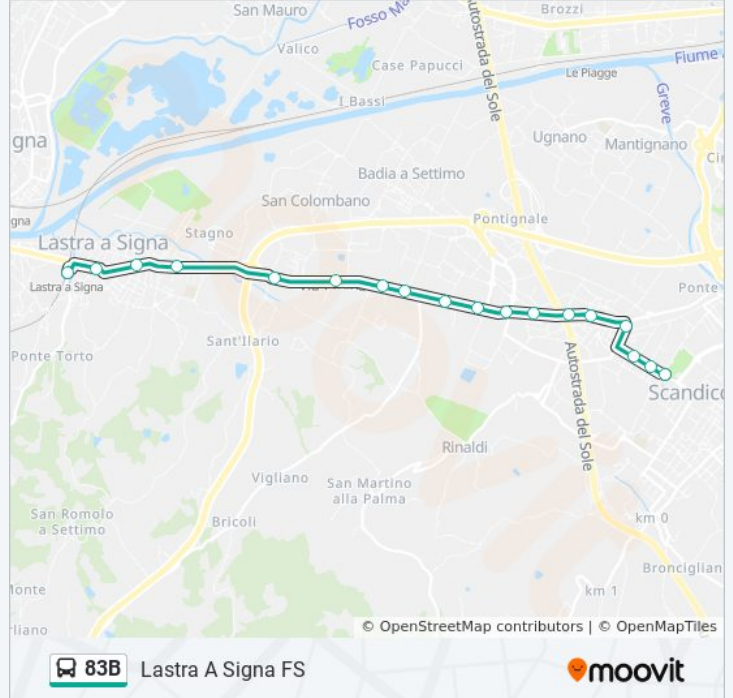 San Mauro
Brozzi
Fosso Ma
Valico
Case Papucci
Autostrada del Sole
Le Piagge
Fiume
I Bassi
Greve
gna
Ugnano
Mantignano
Cir
Badia a Settimo
San Colombano
gna
Pontignale
Stagno
Lastra a Signa
Lastra a Signa
Ponte
Sant'Ilario
Ponte Torto
Autostrada del Sole
Scandicc
Rinaldi
Vigliano
San Martino
alla Palma
San Romolo
a Settimo
Bricoli
km 0
Bronciglian
Monte
km 1
rliano
© OpenStreetMap contributors | © OpenMapTiles
83B Lastra A Signa FS
moovit